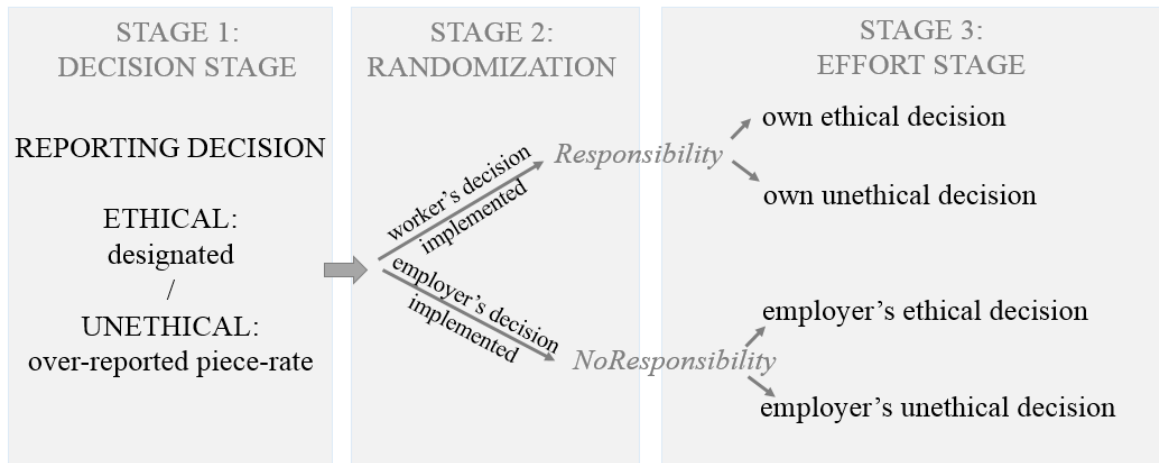 STAGE 1:
DECISION STAGE
REPORTING DECISION
ETHICAL:
designated
/
UNETHICAL:
over-reported piece-rate
STAGE 2:
RANDOMIZATION
worker's decision
implemented
employer's decision
implemented
Responsibility
NoResponsibility
STAGE 3:
EFFORT STAGE
own ethical decision
own unethical decision
employer's ethical decision
employer's unethical decision